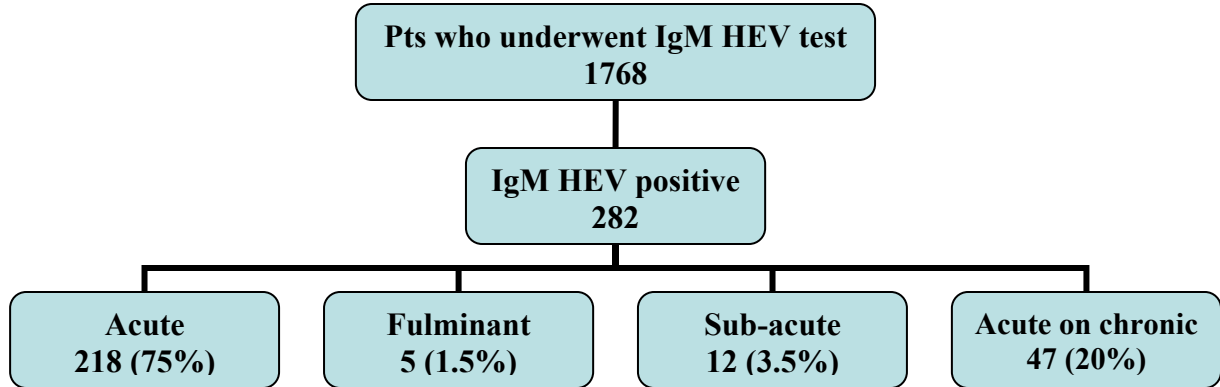 Pts who underwent IgM HEV test
1768
IgM HEV positive
282
Acute
218 (75%)
Fulminant
5 (1.5%)
Sub-acute
12 (3.5%)
Acute on chronic
47 (20%)